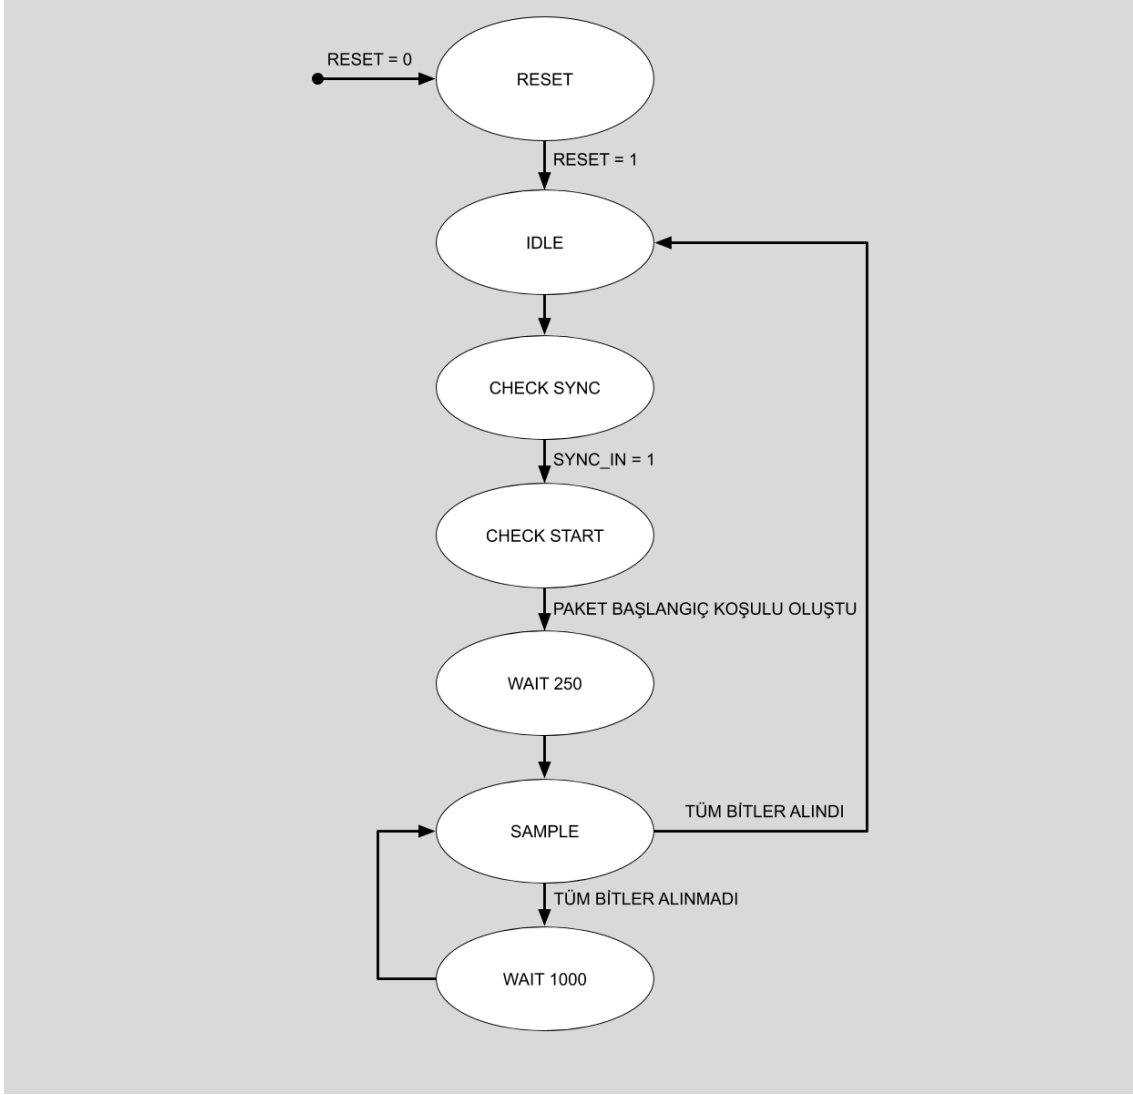 RESET = 0
RESET
RESET = 1
IDLE
CHECK SYNC
SYNC_IN = 1
CHECK START
PAKET BAŞLANGIÇ KOŞULU OLUŞTU
WAIT 250
TÜM BİTLER ALINDI
SAMPLE
TÜM BİTLER ALINMADI
WAIT 1000